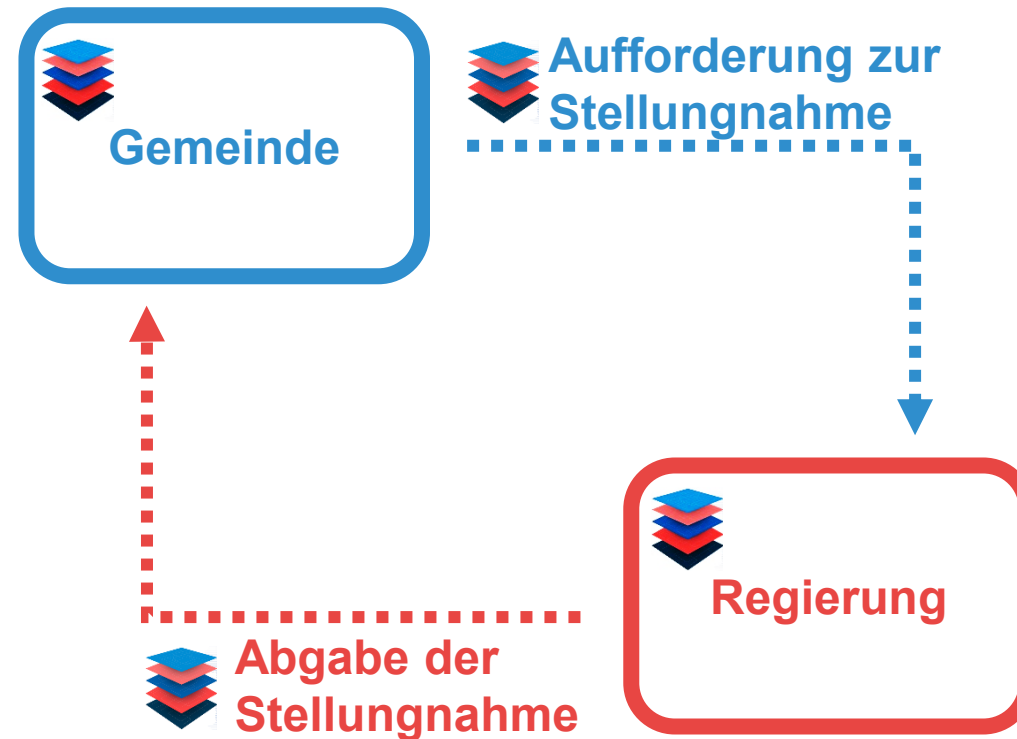 Gemeinde
Aufforderung zur
Stellungnahme
Regierung
Abgabe der
Stellungnahme